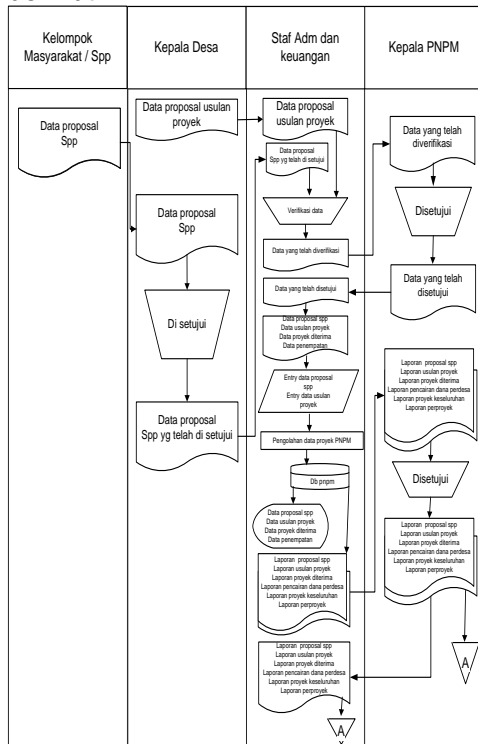 Kelompok
Masyarakat / Spp
Kepala Desa
Staf Adm dan
keuangan
Kepala PNPM
Data proposal
Spp
Data proposal usulan
proyek
Data proposal
Spp
Di setujui
Data proposal
Spp yg telah di setujui
Data proposal
usulan proyek
Data proposal
Spp yg telah di setujui
Verifikasi data
Data yang telah diverifikasi
Data yang telah disetujui
Data proposal spp
Data usulan proyek
Data proyek diterima
Data penempatan
Entry data proposal
spp
Entry data usulan
proyek
Pengolahan data proyek PNPM
Db pnpm
Data proposal spp
Data usulan proyek
Data proyek diterima
Data penempatan
Laporan proposal spp
Laporan usulan proyek
Laporan proyek diterima
Laporan pencairan dana perdesa
Laporan proyek keseluruhan
Laporan perproyek
Laporan proposal spp
Laporan usulan proyek
Laporan proyek diterima
Laporan pencairan dana perdesa
Laporan proyek keseluruhan
Laporan perproyek
A
Data yang telah
diverifikasi
Disetujui
Data yang telah
disetujui
Laporan proposal spp
Laporan usulan proyek
Laporan proyek diterima
Laporan pencairan dana perdesa
Laporan proyek keseluruhan
Laporan perproyek
Disetujui
Laporan proposal spp
Laporan usulan proyek
Laporan proyek diterima
Laporan pencairan dana perdesa
Laporan proyek keseluruhan
Laporan perproyek
A